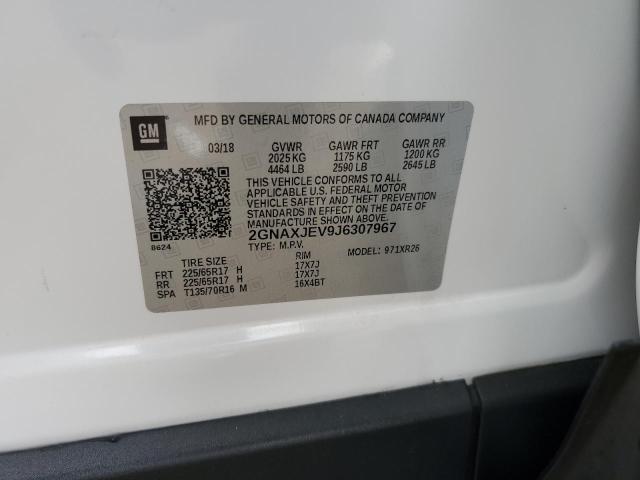 GM
MFD BY GENERAL MOTORS OF CANADA COMPANY
03/18 GVWR GAWR FRT GAWR RR
2025 KG 1175 KG 1200 KG
4464 LB 2590 LB 2645 LB
THIS VEHICLE CONFORMS TO ALL
APPLICABLE U.S. FEDERAL MOTOR
VEHICLE SAFETY AND THEFT PREVENTION
STANDARDS IN EFFECT ON THE DATE OF
MANUFACTURE SHOWN ABOVE.
2GNAXJEV9J6307967
8624
TYPE: M.P.V. MODEL: 971XR26
TIRE SIZE RIM
FRT 225/65R17 H 17X7J
RR 225/65R17 H 17X7J
SPA T135/70R16 M 16X4BT